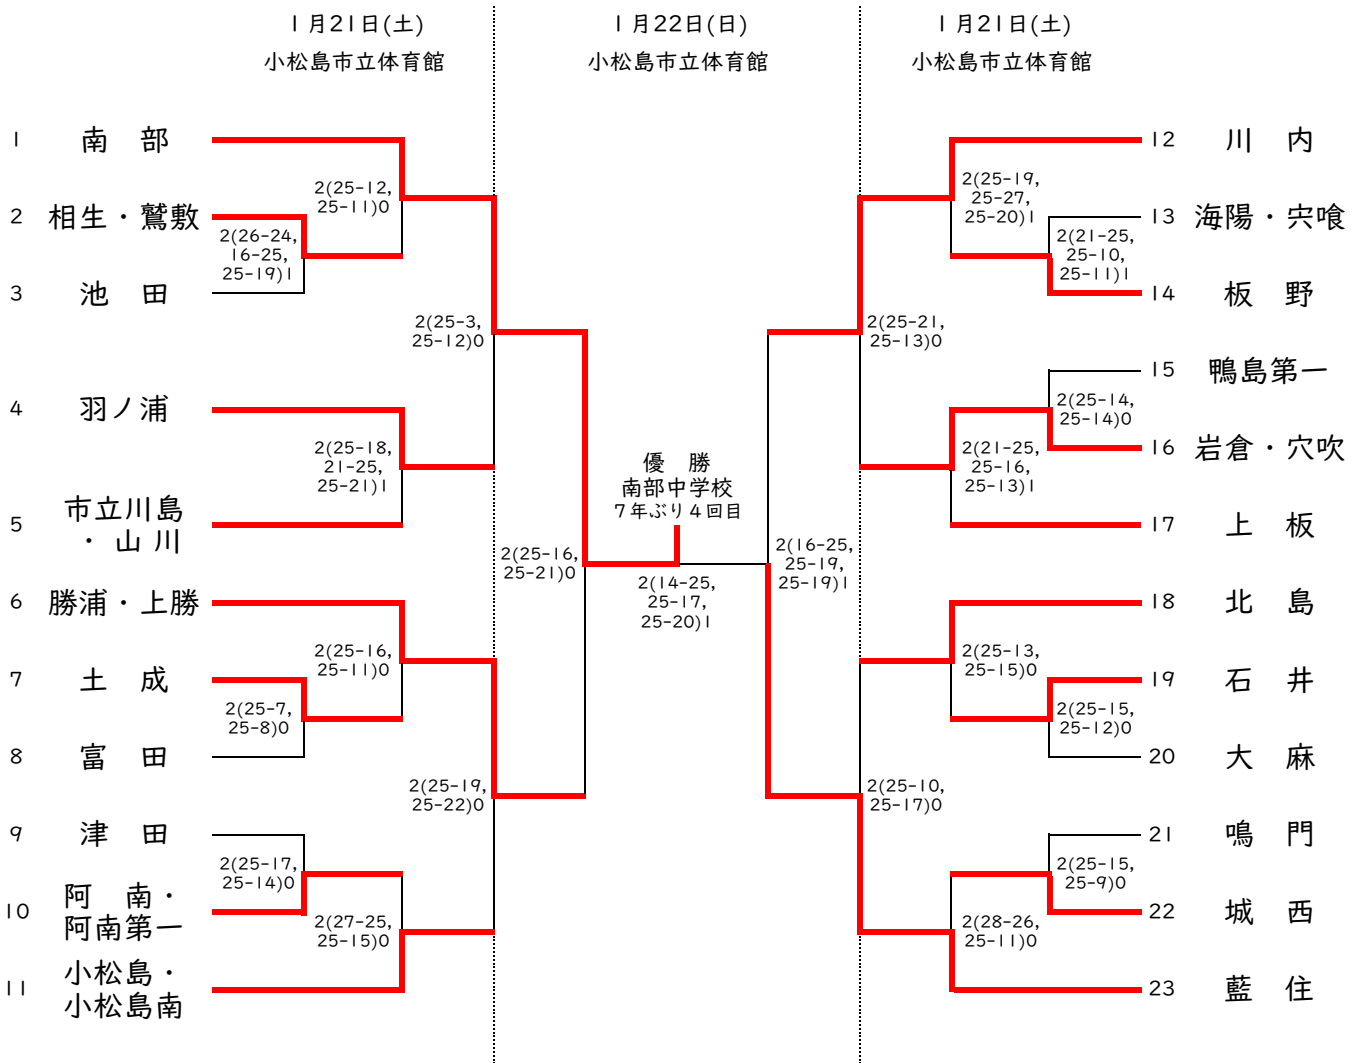 1月21日(土)
小松島市立体育館
1月22日(日)
小松島市立体育館
1月21日(土)
小松島市立体育館
1 南 部
2 相生・鷲敷
3 池 田
4 羽ノ浦
5 市立川島
・ 山 川
6 勝浦・上勝
7 土 成
8 富 田
9 津 田
10 阿 南・
阿南第一
11 小松島・
小松島南
2(25-12,
25-11)0
2(26-24,
16-25,
25-19)1
2(25-3,
25-12)0
2(25-18,
21-25,
25-21)1
2(25-16,
25-21)0
2(25-16,
25-11)0
2(25-7,
25-8)0
2(25-19,
25-22)0
2(25-17,
25-14)0
2(27-25,
25-15)0
優 勝
南部中学校
7年ぶり4回目
2(14-25,
25-17,
25-20)1
2(25-19,
25-27,
25-20)1
2(21-25,
25-10,
25-11)1
2(25-21,
25-13)0
2(25-14,
25-14)0
2(21-25,
25-16,
25-13)1
2(16-25,
25-19,
25-19)1
2(25-13,
25-15)0
2(25-15,
25-12)0
2(25-10,
25-17)0
2(25-15,
25-9)0
2(28-26,
25-11)0
12 川 内
13 海陽・宍喰
14 板 野
15 鴨島第一
16 岩倉・穴吹
17 上 板
18 北 島
19 石 井
20 大 麻
21 鳴 門
22 城 西
23 藍 住